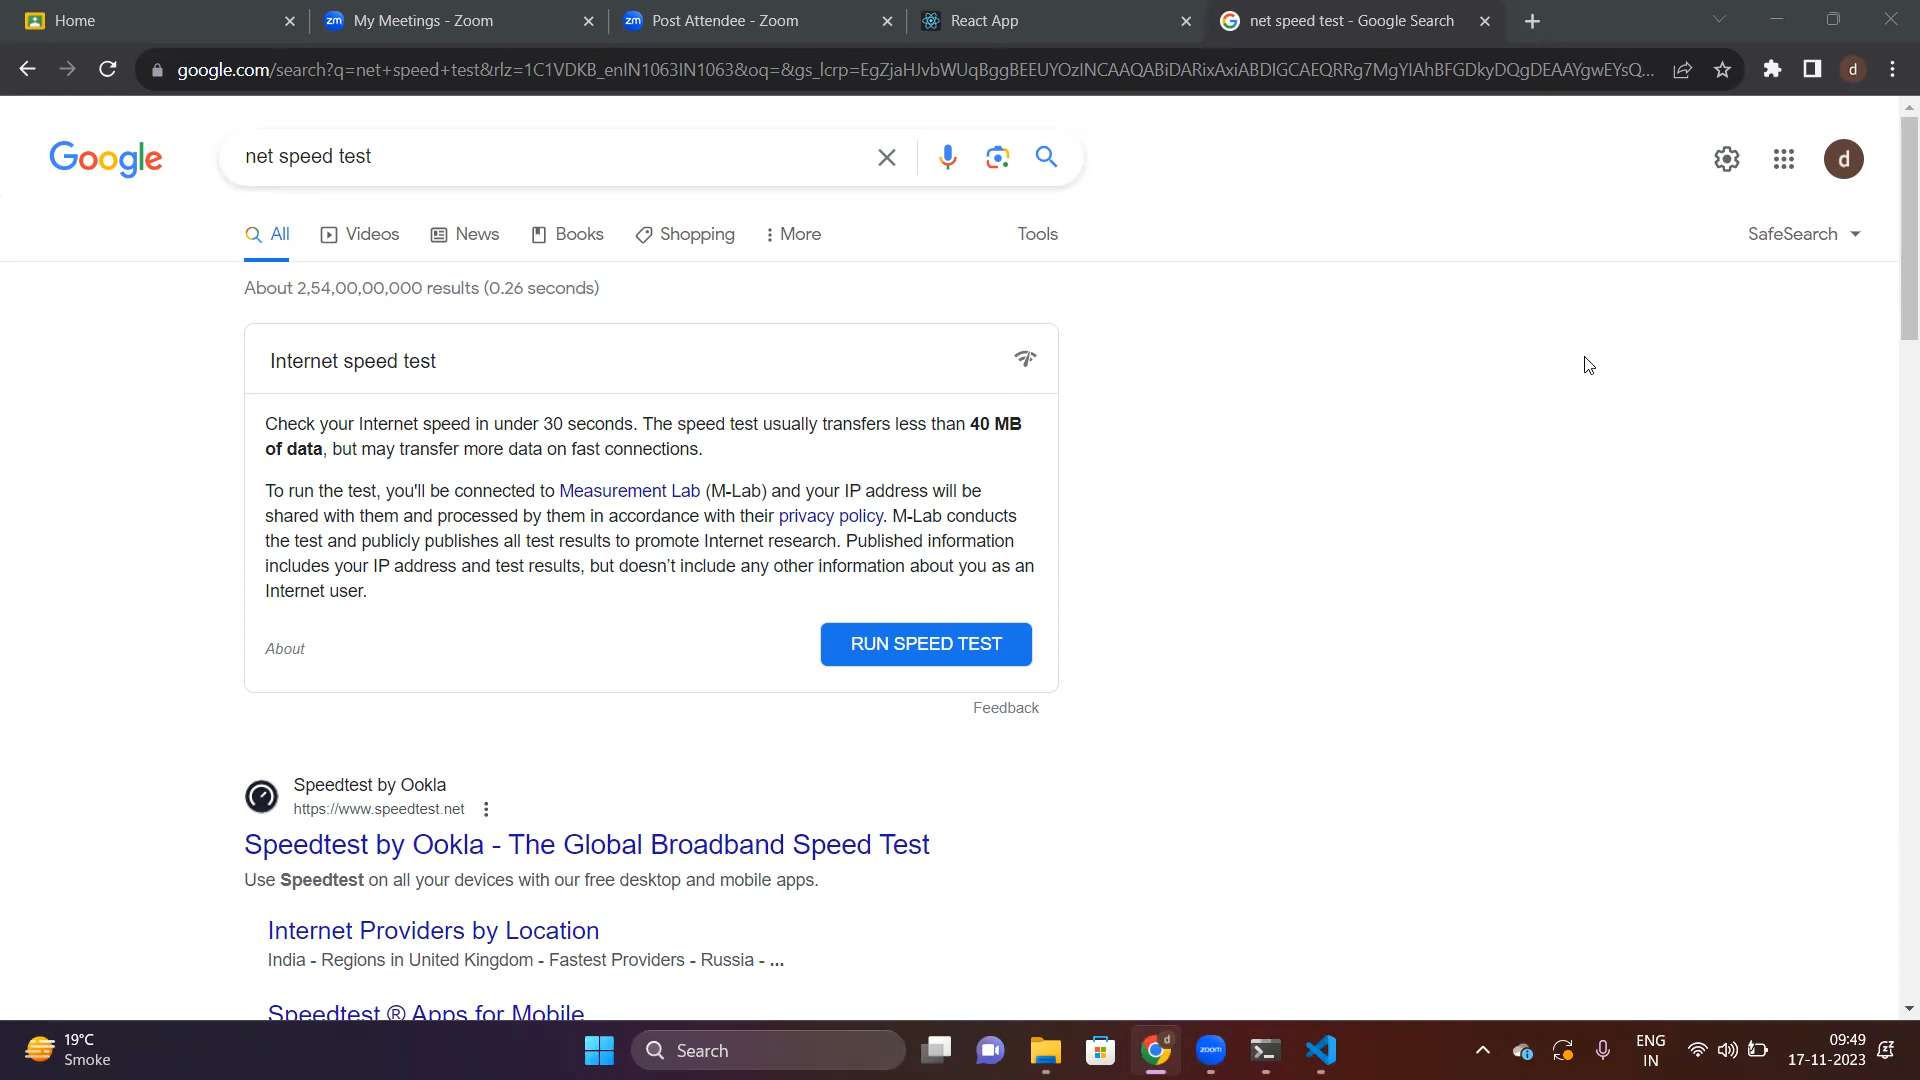 Home
My Meetings - Zoom
Post Attendee - Zoom
React App
net speed test - Google Search
google.com/search?q=net+speed+test&rlz=1C1VDKB_enIN1063IN1063&oq=&gs_lcrp=EgZjaHJvbWUqBggBEEUYOzINCAAQABiDARixAxiABDIGCAEQRRg7MgYIAhBFGDkyDQgDEAAYgwEYsQ...
d
Google
net speed test
d
All
Videos
News
Books
Shopping
More
Tools
SafeSearch
About 2,54,00,00,000 results (0.26 seconds)
Internet speed test
Check your Internet speed in under 30 seconds. The speed test usually transfers less than 40 MB
of data, but may transfer more data on fast connections.
To run the test, you'll be connected to Measurement Lab (M-Lab) and your IP address will be
shared with them and processed by them in accordance with their privacy policy. M-Lab conducts
the test and publicly publishes all test results to promote Internet research. Published information
includes your IP address and test results, but doesn't include any other information about you as an
Internet user.
About
RUN SPEED TEST
Feedback
Speedtest by Ookla
https://www.speedtest.net
Speedtest by Ookla - The Global Broadband Speed Test
Use Speedtest on all your devices with our free desktop and mobile apps.
Internet Providers by Location
India - Regions in United Kingdom - Fastest Providers - Russia - ...
Speedtest ® Apps for Mobile
19°C
Smoke
Search
zoom
ENG
IN
09:49
17-11-2023